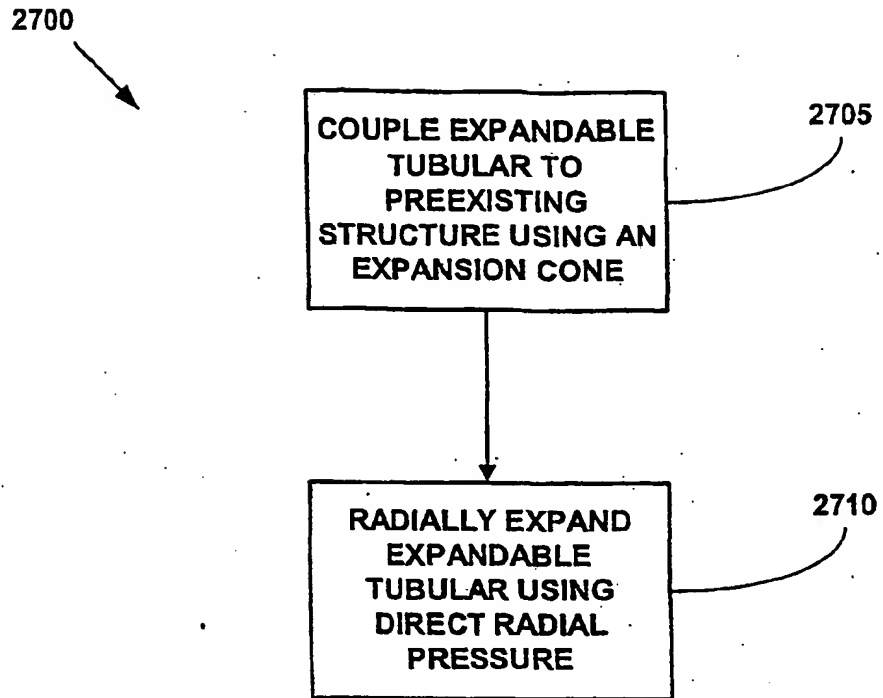 2700
COUPLE EXPANDABLE
TUBULAR TO
PREEXISTING
STRUCTURE USING AN
EXPANSION CONE
2705
RADIALLY EXPAND
EXPANDABLE
TUBULAR USING
DIRECT RADIAL
PRESSURE
2710